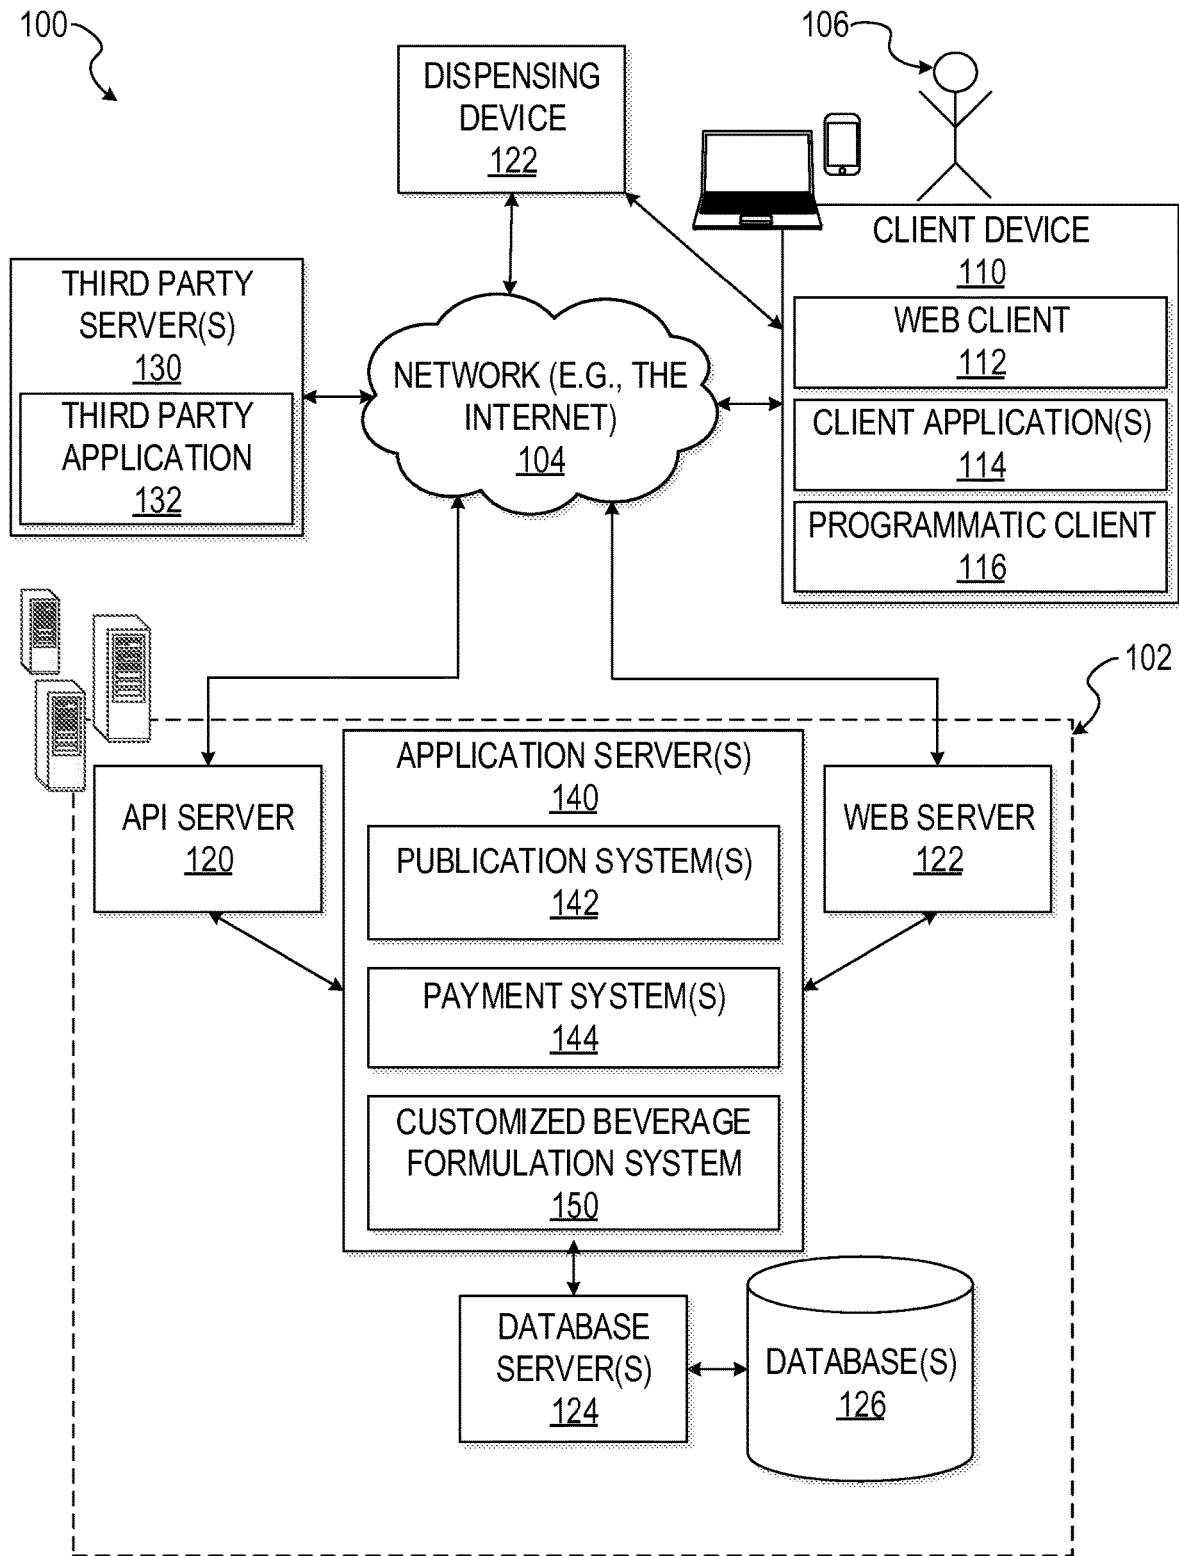 100
106
DISPENSING
DEVICE
122
CLIENT DEVICE
110
WEB CLIENT
112
CLIENT APPLICATION(S)
114
PROGRAMMATIC CLIENT
116
THIRD PARTY
SERVER(S)
130
THIRD PARTY
APPLICATION
132
NETWORK (E.G., THE
INTERNET)
104
102
API SERVER
120
APPLICATION SERVER(S)
140
PUBLICATION SYSTEM(S)
142
PAYMENT SYSTEM(S)
144
CUSTOMIZED BEVERAGE
FORMULATION SYSTEM
150
WEB SERVER
122
DATABASE
SERVER(S)
124
DATABASE(S)
126